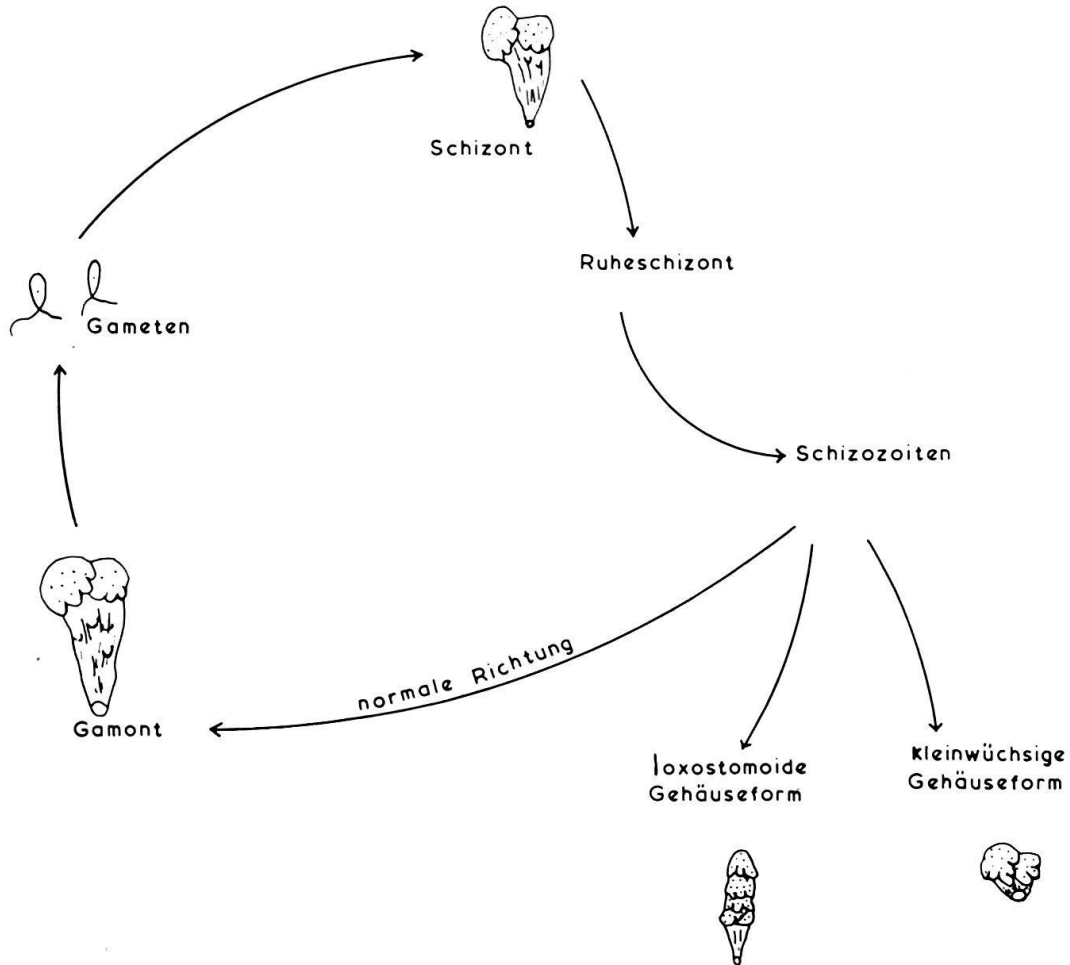 Schizont
Ruheschizont
Gameten
Schizozoiten
normale Richtung
Gamont
loxostomoide
Gehäuseform
Kleinwüchsige
Gehäuseform